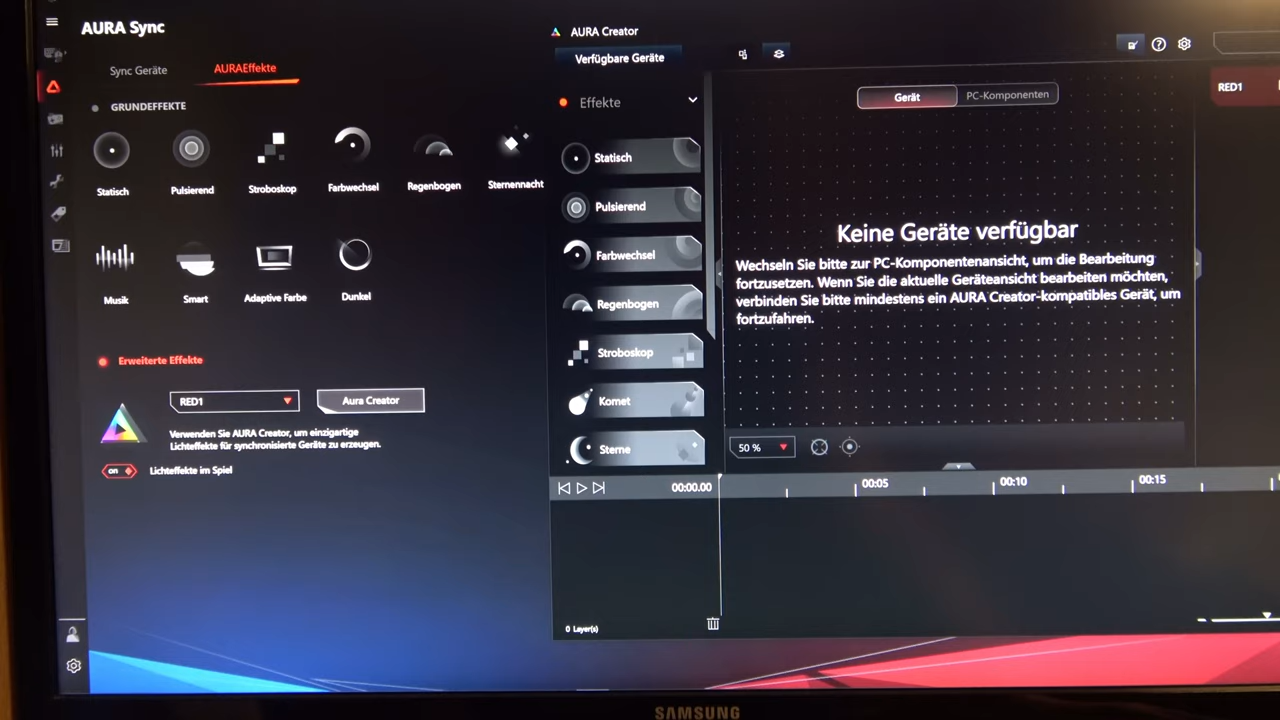 AURA Sync
Sync Geräte
AURAEffekte
GRUNDEFFEKTE
Statisch
Pulsierend
Stroboskop
Farbwechsel
Regenbogen
Sternennacht
Musik
Smart
Adaptive Farbe
Dunkel
Erweiterte Effekte
RED1
Aura Creator
Verwenden Sie AURA Creator, um einzigartige
Lichteffekte für synchronisierte Geräte zu erzeugen.
on
Lichteffekte im Spiel
AURA Creator
Verfügbare Geräte
Effekte
Statisch
Pulsierend
Farbwechsel
Regenbogen
Stroboskop
Komet
Sterne
Gerät
PC-Komponenten
RED1
Keine Geräte verfügbar
Wechseln Sie bitte zur PC-Komponentenansicht, um die Bearbeitung
fortzusetzen. Wenn Sie die aktuelle Geräteansicht bearbeiten möchten,
verbinden Sie bitte mindestens ein AURA Creator-kompatibles Gerät, um
fortzufahren.
50 %
00:00.00
00:05
00:10
00:15
0 Layer(s)
SAMSUNG